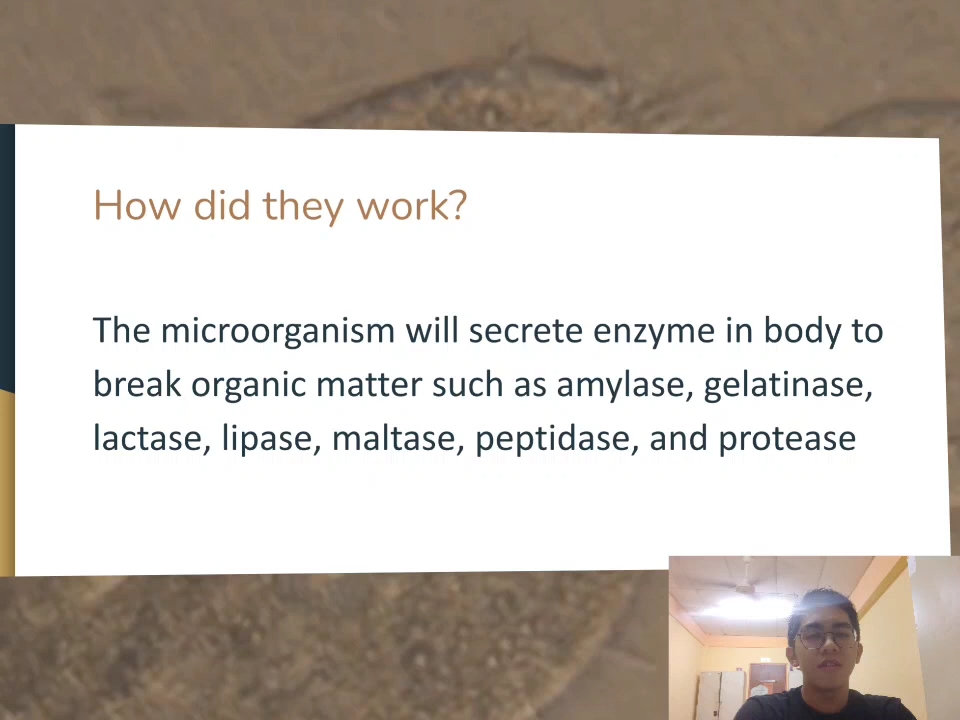 How did they work?
The microorganism will secrete enzyme in body to
break organic matter such as amylase, gelatinase,
lactase, lipase, maltase, peptidase, and protease